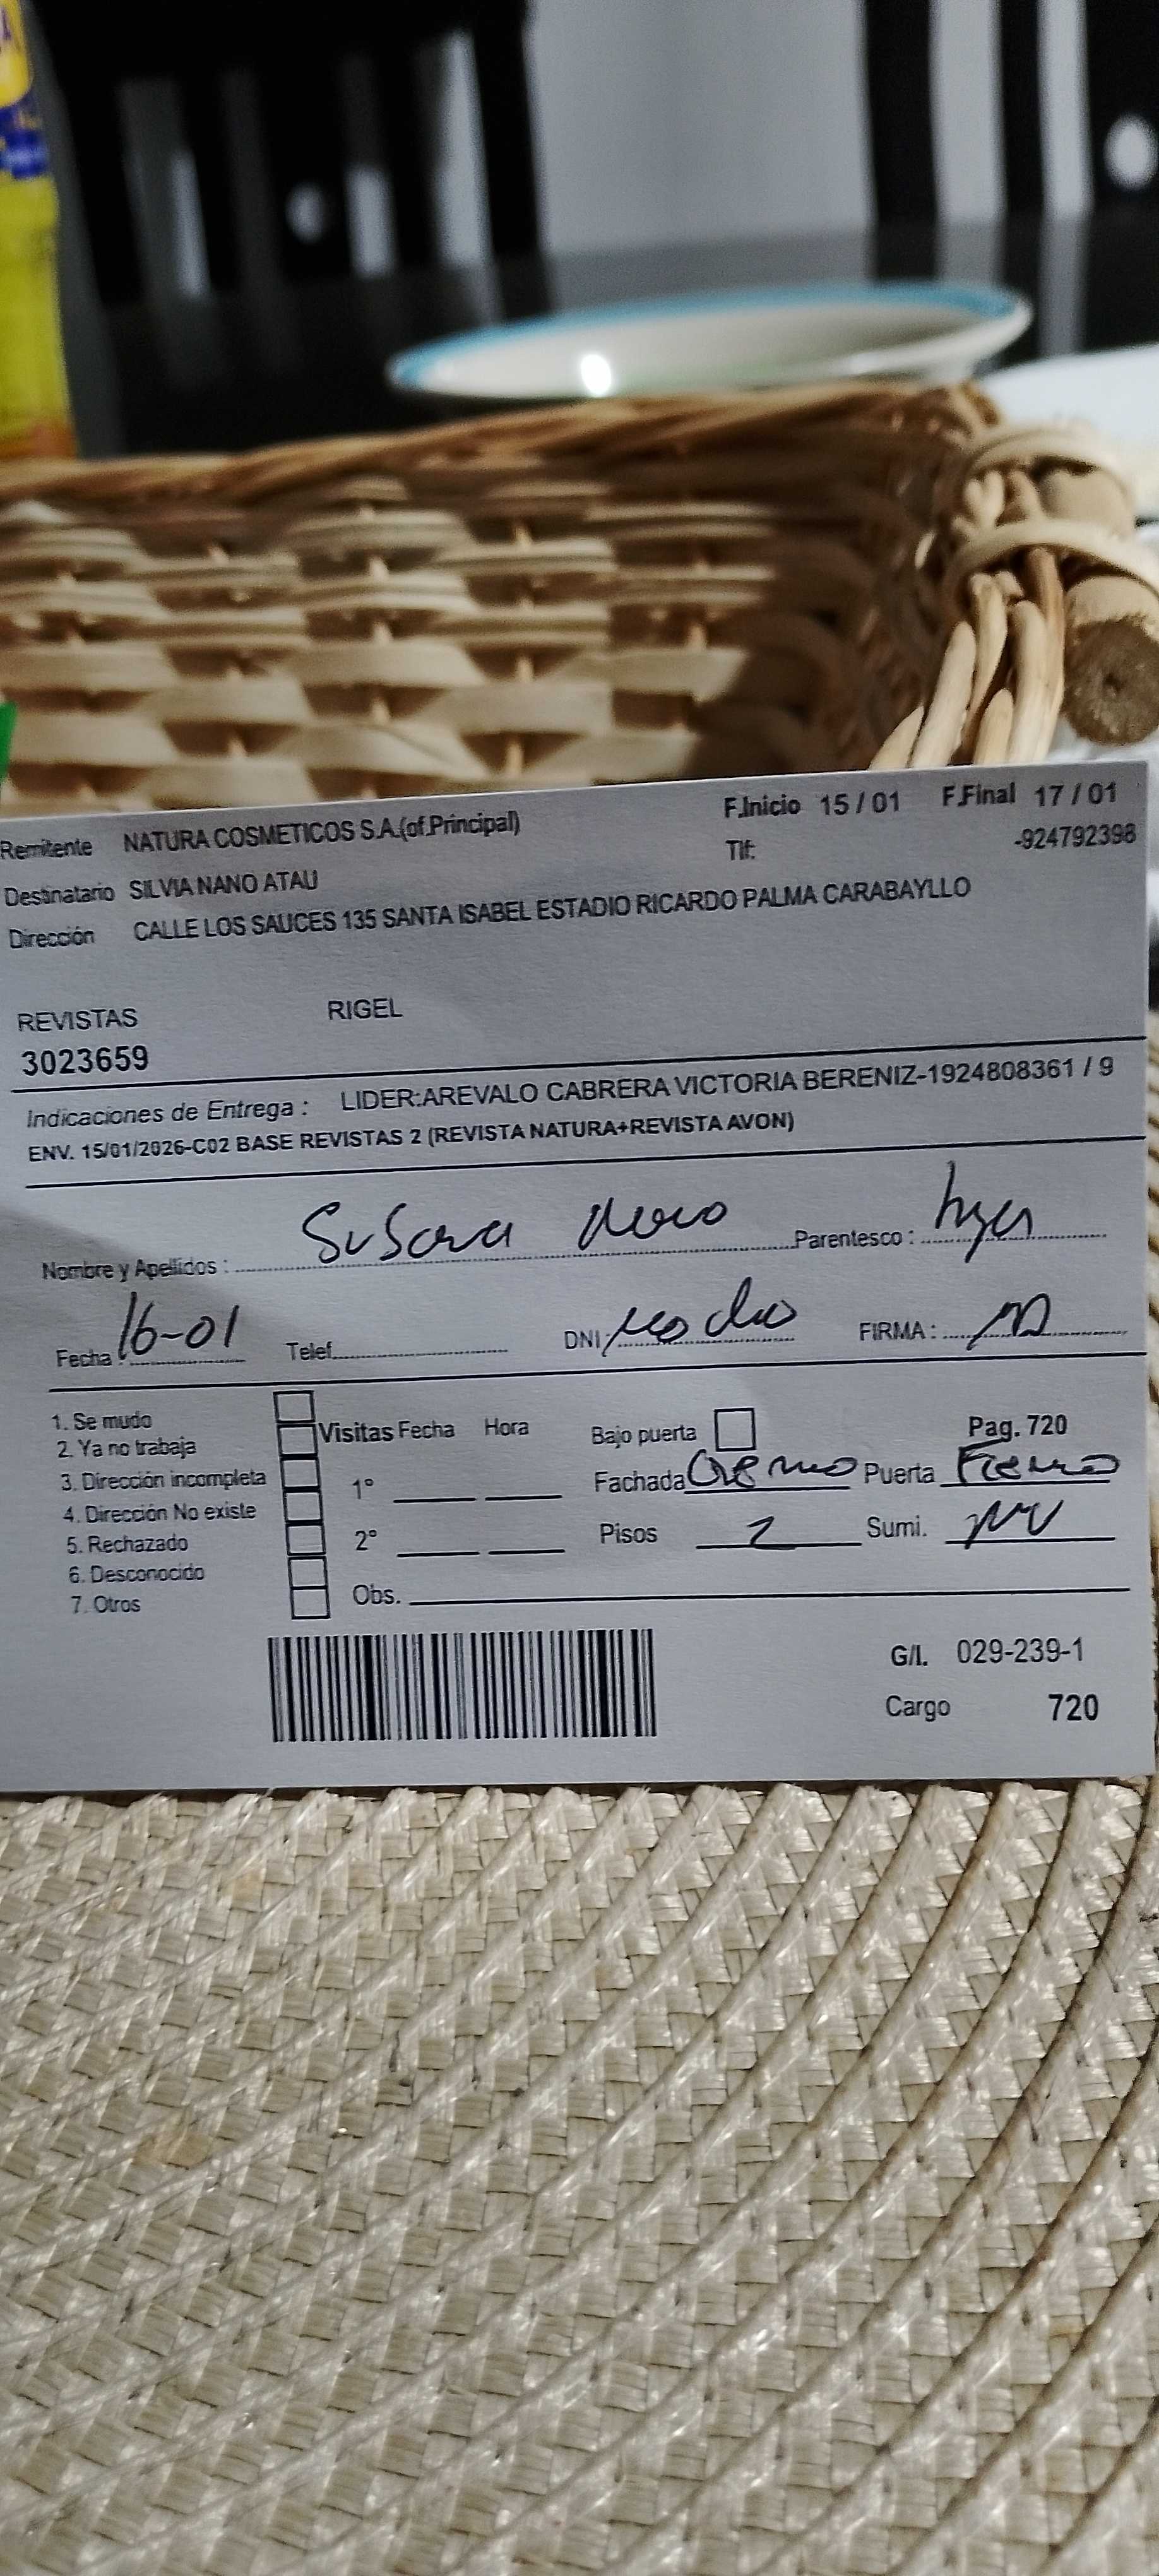 Remitente NATURA COSMETICOS S.A.(of.Principal) F.Inicio 15 / 01 F.Final 17 / 01
Tlf: -924792398
Destinatario SILVIA NANO ATAU
Dirección CALLE LOS SAUCES 135 SANTA ISABEL ESTADIO RICARDO PALMA CARABAYLLO
REVISTAS RIGEL
3023659
Indicaciones de Entrega : LIDER:AREVALO CABRERA VICTORIA BERENIZ-1924808361 / 9
ENV. 15/01/2026-C02 BASE REVISTAS 2 (REVISTA NATURA+REVISTA AVON)
Nombre y Apellidos : Susana Parentesco :
Fecha : 16-01 Telef. DNI: FIRMA :
1. Se mudo
2. Ya no trabaja
3. Dirección incompleta
4. Dirección No existe
5. Rechazado
6. Desconocido
7. Otros
Visitas Fecha Hora
1°
2°
Bajo puerta Pag. 720
Fachada Puerta Fierro
Pisos 2 Sumi.
Obs.
G/I. 029-239-1
Cargo 720